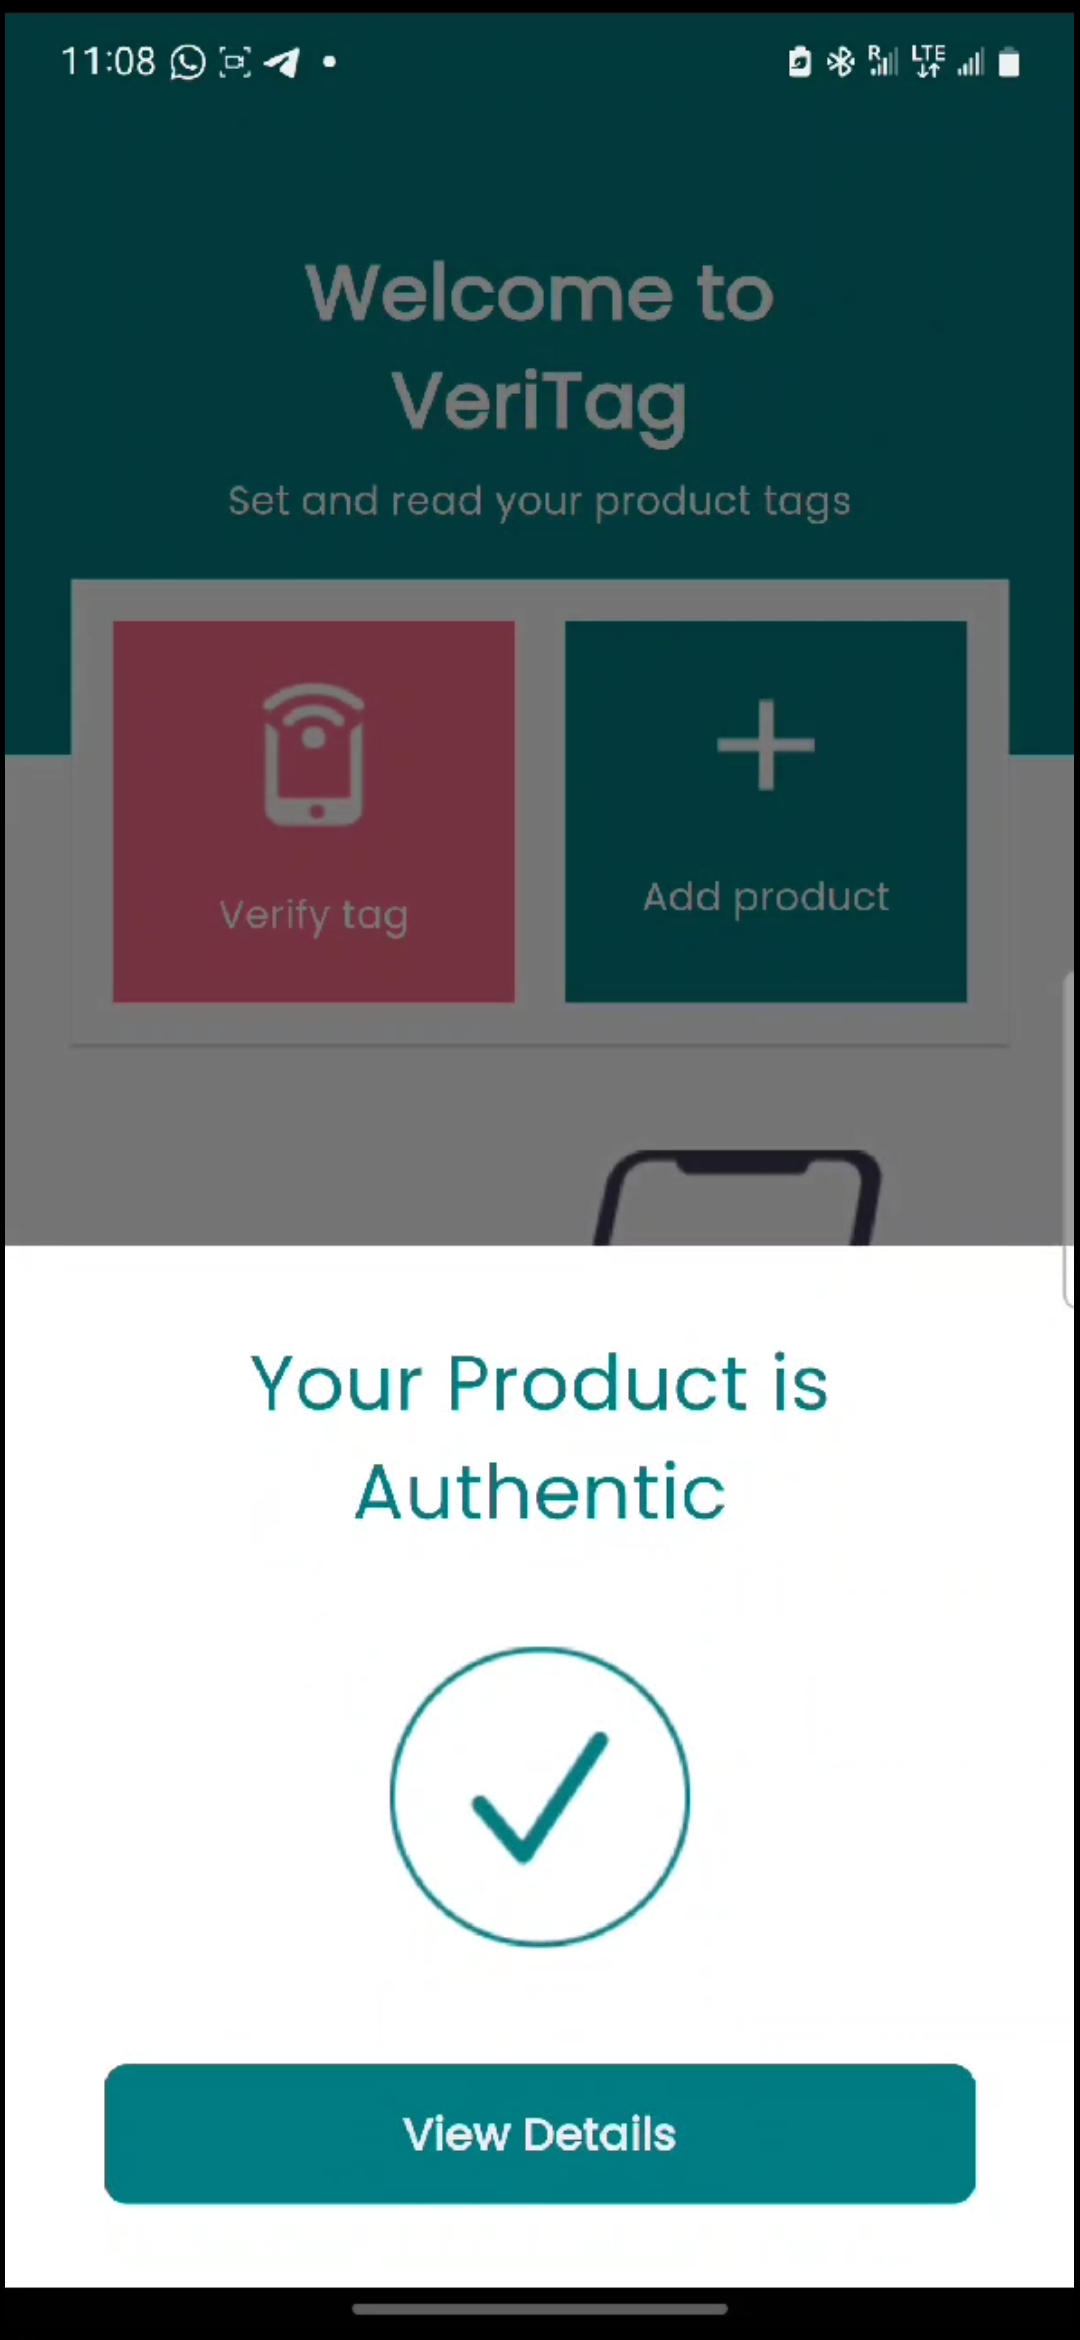 11:08
R
LTE
Welcome to
VeriTag
Set and read your product tags
Verify tag
Add product
Your Product is
Authentic
View Details